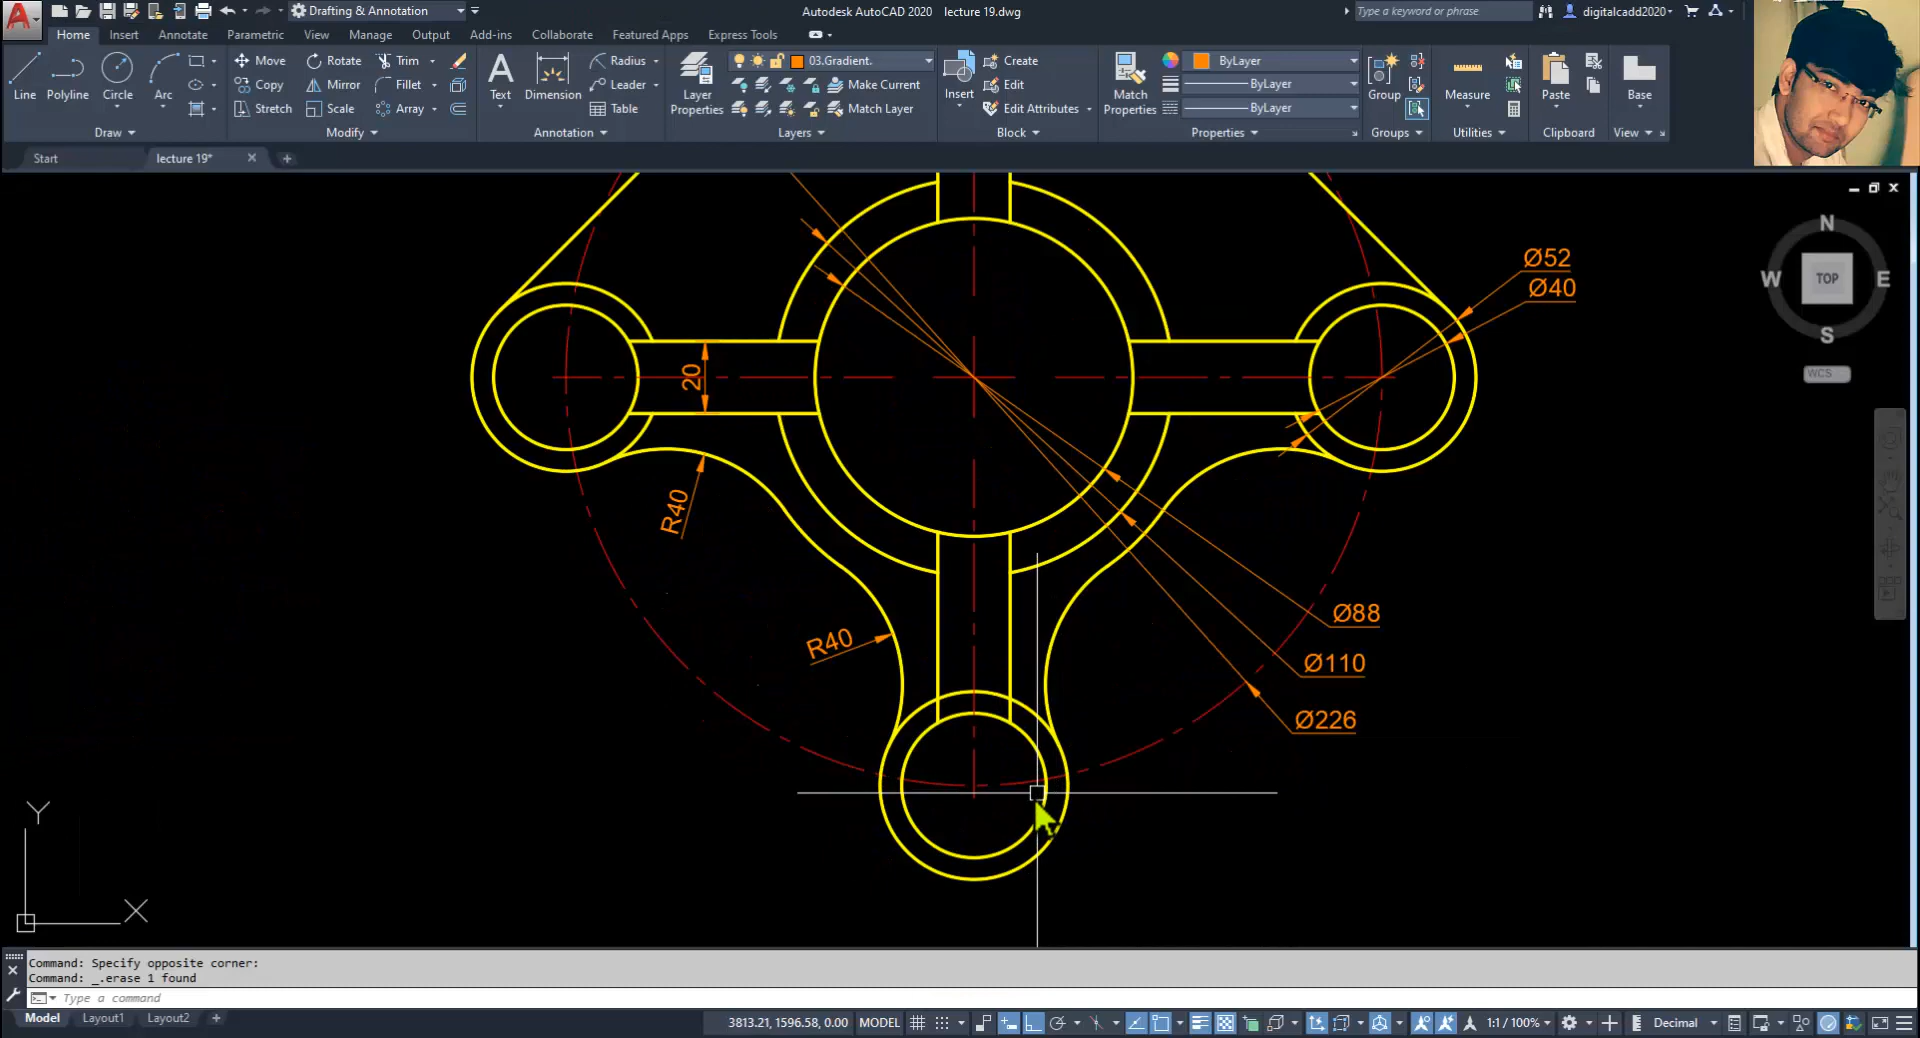 Drafting & Annotation
Autodesk AutoCAD 2020 lecture 19.dwg
Type a keyword or phrase
digitalcadd2020
Home Insert Annotate Parametric View Manage Output Add-ins Collaborate Featured Apps Express Tools
Line
Polyline
Circle
Arc
Draw
Move Rotate Trim
Copy Mirror Fillet
Stretch Scale Array
Modify
Text
Dimension
Radius
Leader
Table
Annotation
Layer
Properties
03.Gradient.
Make Current
Match Layer
Layers
Insert
Create
Edit
Edit Attributes
Block
Match
Properties
ByLayer
ByLayer
ByLayer
Properties
Group
Groups
Measure
Utilities
Paste
Clipboard
Base
View
Start
lecture 19*
N
W
TOP
E
S
WCS
Ø52
Ø40
20
R40
R40
Ø88
Ø110
Ø226
Y
X
Command: Specify opposite corner:
Command: _.erase 1 found
Type a command
Model Layout1 Layout2 +
3813.21, 1596.58, 0.00 MODEL
1:1 / 100%
Decimal